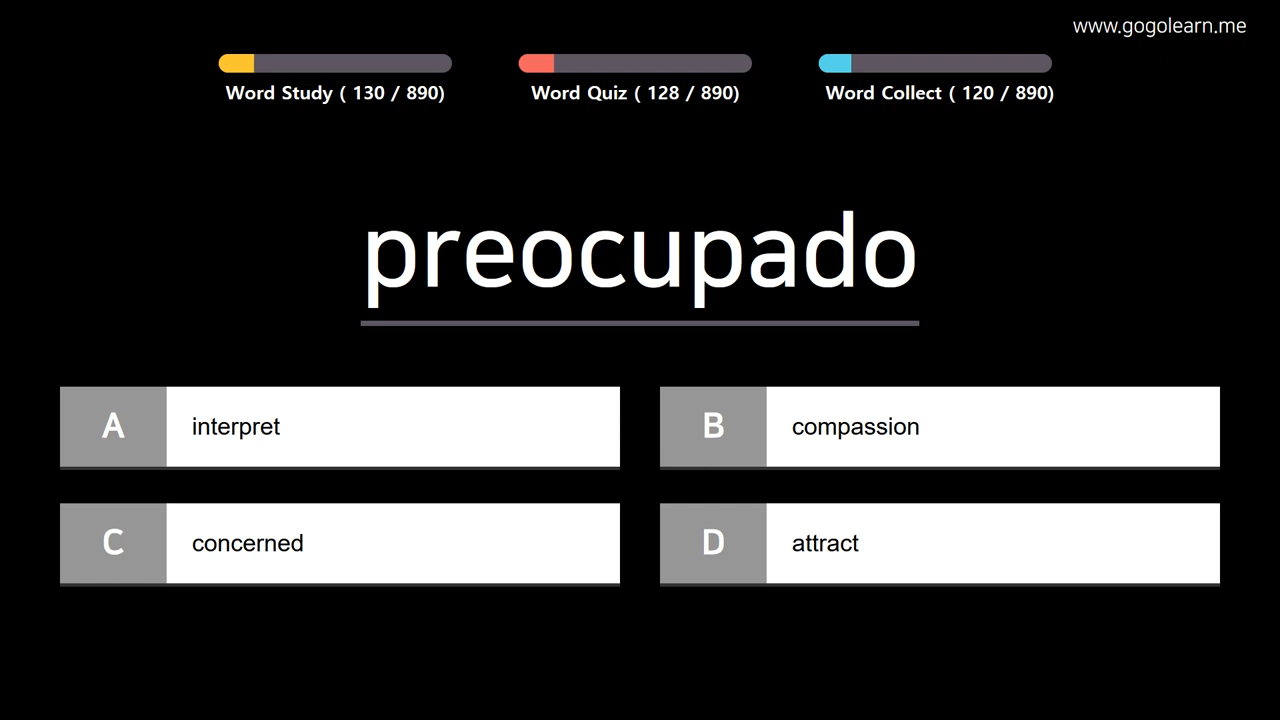 www.gogolearn.me
Word Study ( 130 / 890)
Word Quiz ( 128 / 890)
Word Collect ( 120 / 890)
preocupado
A interpret
B compassion
C concerned
D attract